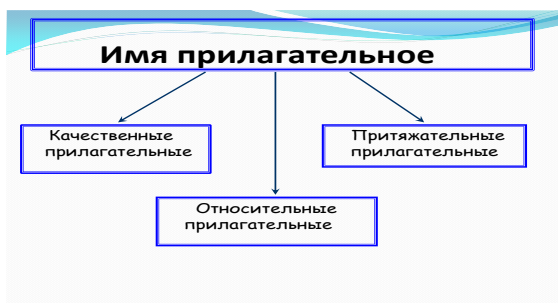 Имя прилагательное
Качественные
прилагательные
Притяжательные
прилагательные
Относительные
прилагательные